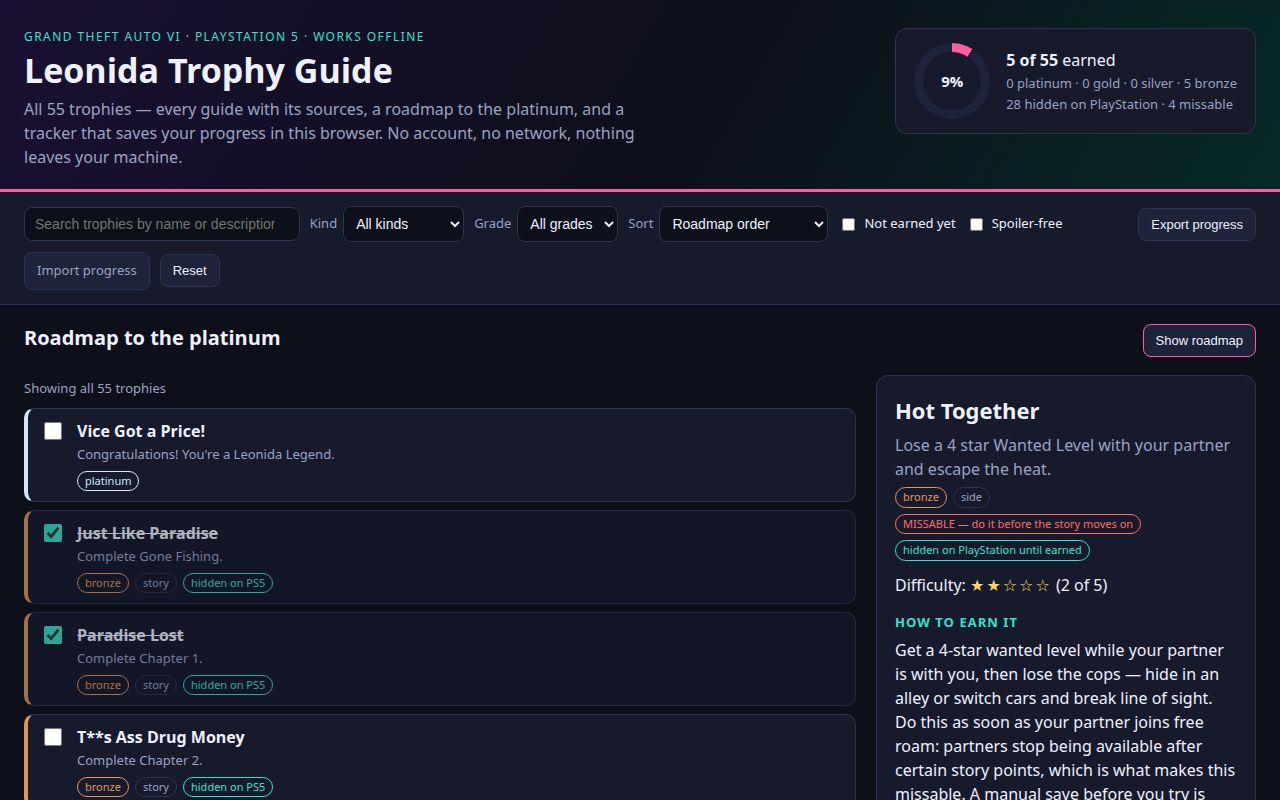 GRAND THEFT AUTO VI · PLAYSTATION 5 · WORKS OFFLINE
Leonida Trophy Guide
All 55 trophies — every guide with its sources, a roadmap to the platinum, and a
tracker that saves your progress in this browser. No account, no network, nothing
leaves your machine.
9%
5 of 55 earned
0 platinum · 0 gold · 0 silver · 5 bronze
28 hidden on PlayStation · 4 missable
Search trophies by name or description
Kind
All kinds
Grade
All grades
Sort
Roadmap order
Not earned yet
Spoiler-free
Export progress
Import progress
Reset
Roadmap to the platinum
Show roadmap
Showing all 55 trophies
Vice Got a Price!
Congratulations! You're a Leonida Legend.
platinum
Just Like Paradise
Complete Gone Fishing.
bronze story hidden on PS5
Paradise Lost
Complete Chapter 1.
bronze story hidden on PS5
T**s Ass Drug Money
Complete Chapter 2.
bronze story hidden on PS5
Hot Together
Lose a 4 star Wanted Level with your partner
and escape the heat.
bronze side
MISSABLE — do it before the story moves on
hidden on PlayStation until earned
Difficulty: ★★☆☆☆ (2 of 5)
HOW TO EARN IT
Get a 4-star wanted level while your partner
is with you, then lose the cops — hide in an
alley or switch cars and break line of sight.
Do this as soon as your partner joins free
roam: partners stop being available after
certain story points, which is what makes this
missable. A manual save before you try is